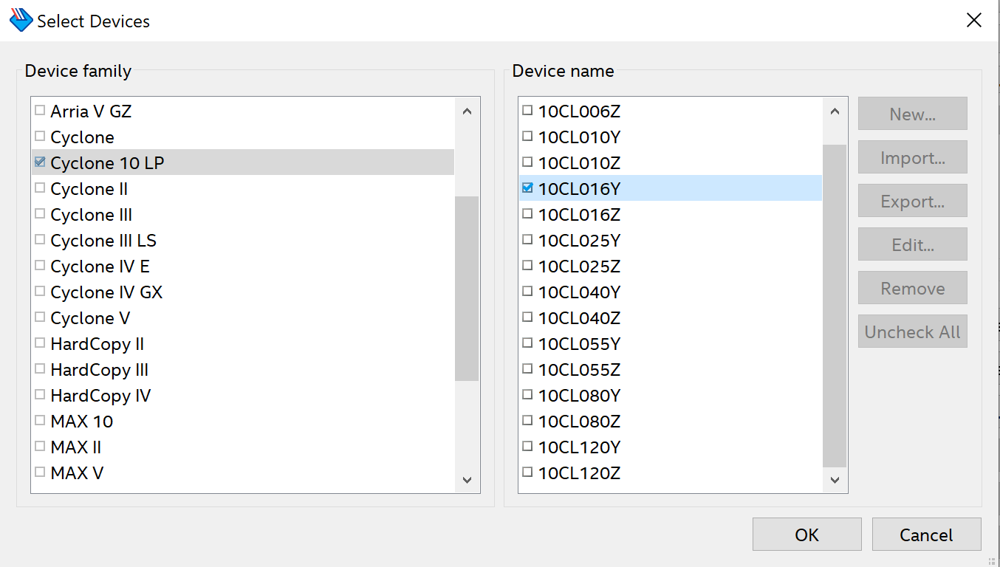 Select Devices
Device family
Arria V GZ
Cyclone
Cyclone 10 LP
Cyclone II
Cyclone III
Cyclone III LS
Cyclone IV E
Cyclone IV GX
Cyclone V
HardCopy II
HardCopy III
HardCopy IV
MAX 10
MAX II
MAX V
Device name
10CL006Z
10CL010Y
10CL010Z
10CL016Y
10CL016Z
10CL025Y
10CL025Z
10CL040Y
10CL040Z
10CL055Y
10CL055Z
10CL080Y
10CL080Z
10CL120Y
10CL120Z
New...
Import...
Export...
Edit...
Remove
Uncheck All
OK
Cancel